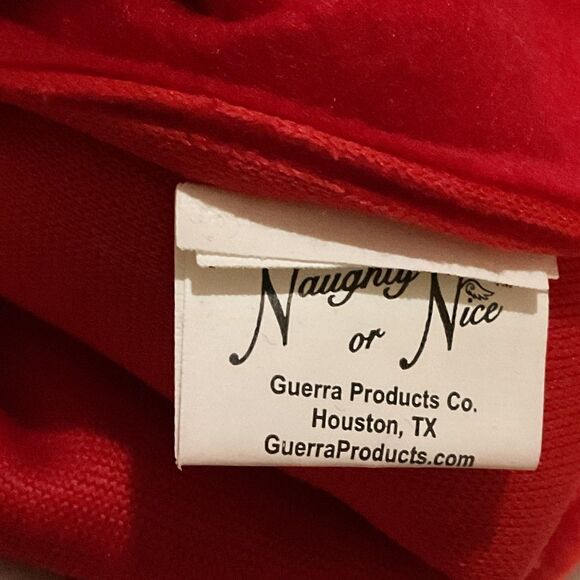 Naughty
or Nice
Guerra Products Co.
Houston, TX
GuerraProducts.com